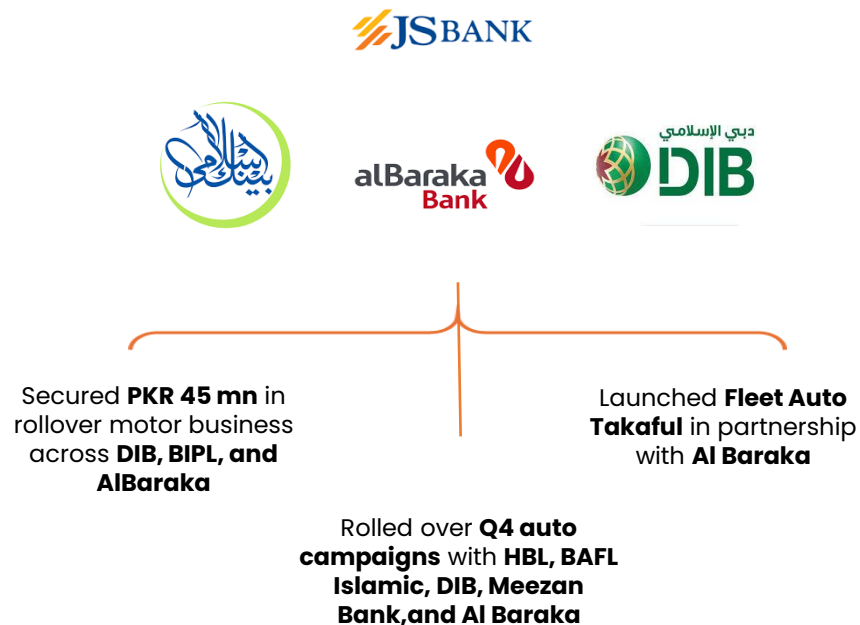 JSBANK
بينك اسلامى
alBaraka
Bank
دبي الإسلامي
DIB
Secured PKR 45 mn in
rollover motor business
across DIB, BIPL, and
AlBaraka
Launched Fleet Auto
Takaful in partnership
with Al Baraka
Rolled over Q4 auto
campaigns with HBL, BAFL
Islamic, DIB, Meezan
Bank,and Al Baraka